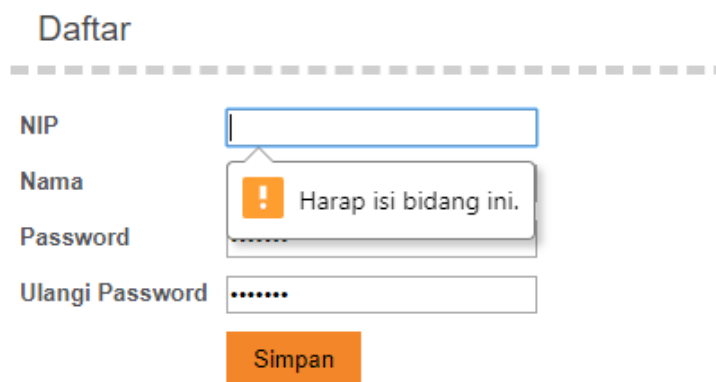 Daftar
NIP
Nama
Harap isi bidang ini.
Password
Ulangi Password •••••••
Simpan